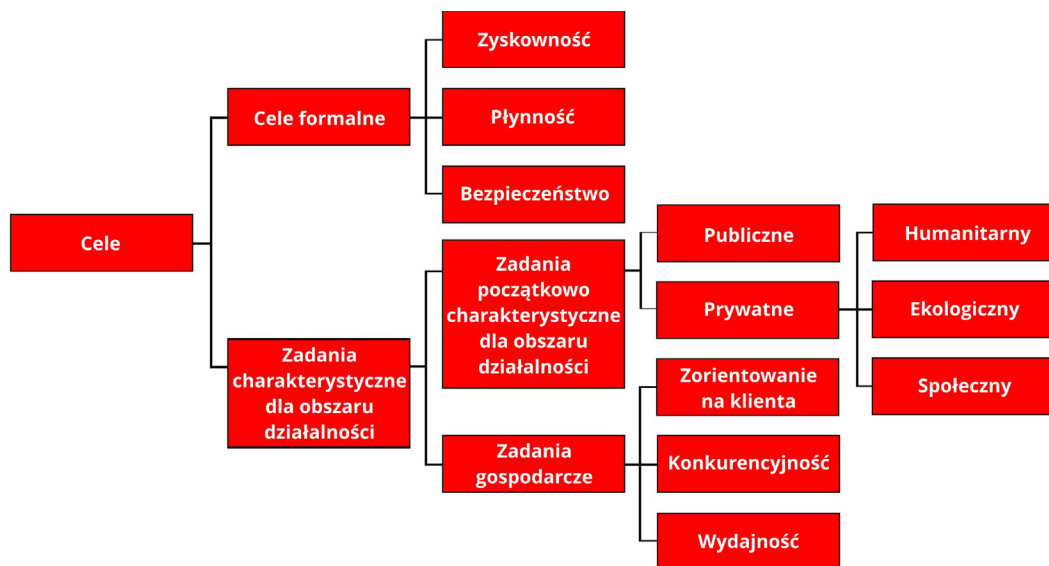 Zyskowność
Cele formalne
Płynność
Bezpieczeństwo
Cele
Zadania
charakterystyczne
dla obszaru
działalności
Zadania
początkowo
charakterystyczne
dla obszaru
działalności
Publiczne
Prywatne
Humanitarny
Ekologiczny
Społeczny
Zadania
gospodarcze
Zorientowanie
na klienta
Konkurencyjność
Wydajność